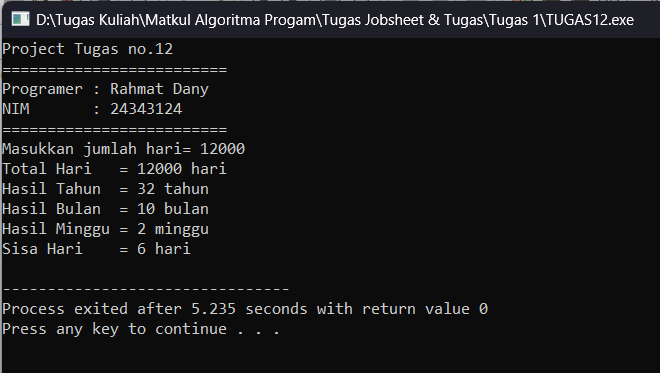 D:\Tugas Kuliah\Matkul Algoritma Progam\Tugas Jobsheet & Tugas\Tugas 1\TUGAS12.exe
Project Tugas no.12
=========================
Programer : Rahmat Dany
NIM       : 24343124
=========================
Masukkan jumlah hari= 12000
Total Hari   = 12000 hari
Hasil Tahun  = 32 tahun
Hasil Bulan  = 10 bulan
Hasil Minggu = 2 minggu
Sisa Hari    = 6 hari
--------------------------------
Process exited after 5.235 seconds with return value 0
Press any key to continue . . .